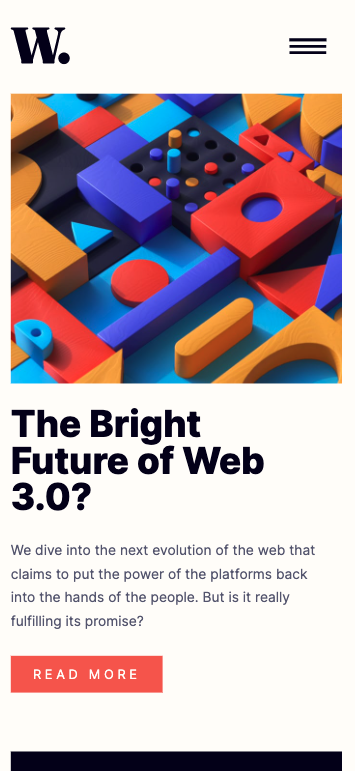 W.
The Bright
Future of Web
3.0?
We dive into the next evolution of the web that
claims to put the power of the platforms back
into the hands of the people. But is it really
fulfilling its promise?
READ MORE